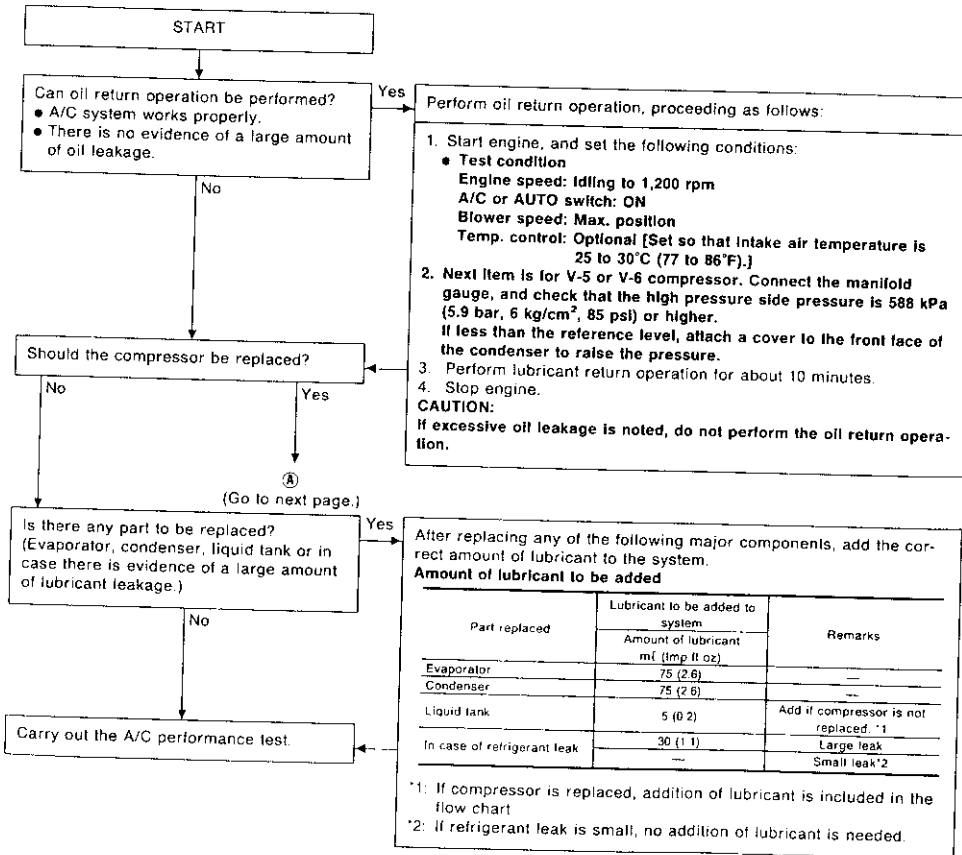 START
Can oil return operation be performed?
● A/C system works properly.
● There is no evidence of a large amount
of oil leakage.
Yes
No
Perform oil return operation, proceeding as follows:
1. Start engine, and set the following conditions:
● Test condition
Engine speed: Idling to 1,200 rpm
A/C or AUTO switch: ON
Blower speed: Max. position
Temp. control: Optional [Set so that intake air temperature is
25 to 30°C (77 to 86°F).]
2. Next item is for V-5 or V-6 compressor. Connect the manifold
gauge, and check that the high pressure side pressure is 588 kPa
(5.9 bar, 6 kg/cm², 85 psi) or higher.
If less than the reference level, attach a cover to the front face of
the condenser to raise the pressure.
3. Perform lubricant return operation for about 10 minutes.
4. Stop engine.
CAUTION:
If excessive oil leakage is noted, do not perform the oil return opera-
tion.
Should the compressor be replaced?
No
Yes
Ⓐ
(Go to next page.)
Is there any part to be replaced?
(Evaporator, condenser, liquid tank or in
case there is evidence of a large amount
of lubricant leakage.)
Yes
No
After replacing any of the following major components, add the cor-
rect amount of lubricant to the system.
Amount of lubricant to be added
Part replaced
Lubricant to be added to
system
Amount of lubricant
mℓ (Imp fl oz)
Remarks
Evaporator 75 (2.6) —
Condenser 75 (2.6) —
Liquid tank 5 (0.2) Add if compressor is not
replaced. *1
In case of refrigerant leak 30 (1.1) Large leak
— Small leak*2
*1: If compressor is replaced, addition of lubricant is included in the
flow chart
*2: If refrigerant leak is small, no addition of lubricant is needed.
Carry out the A/C performance test.